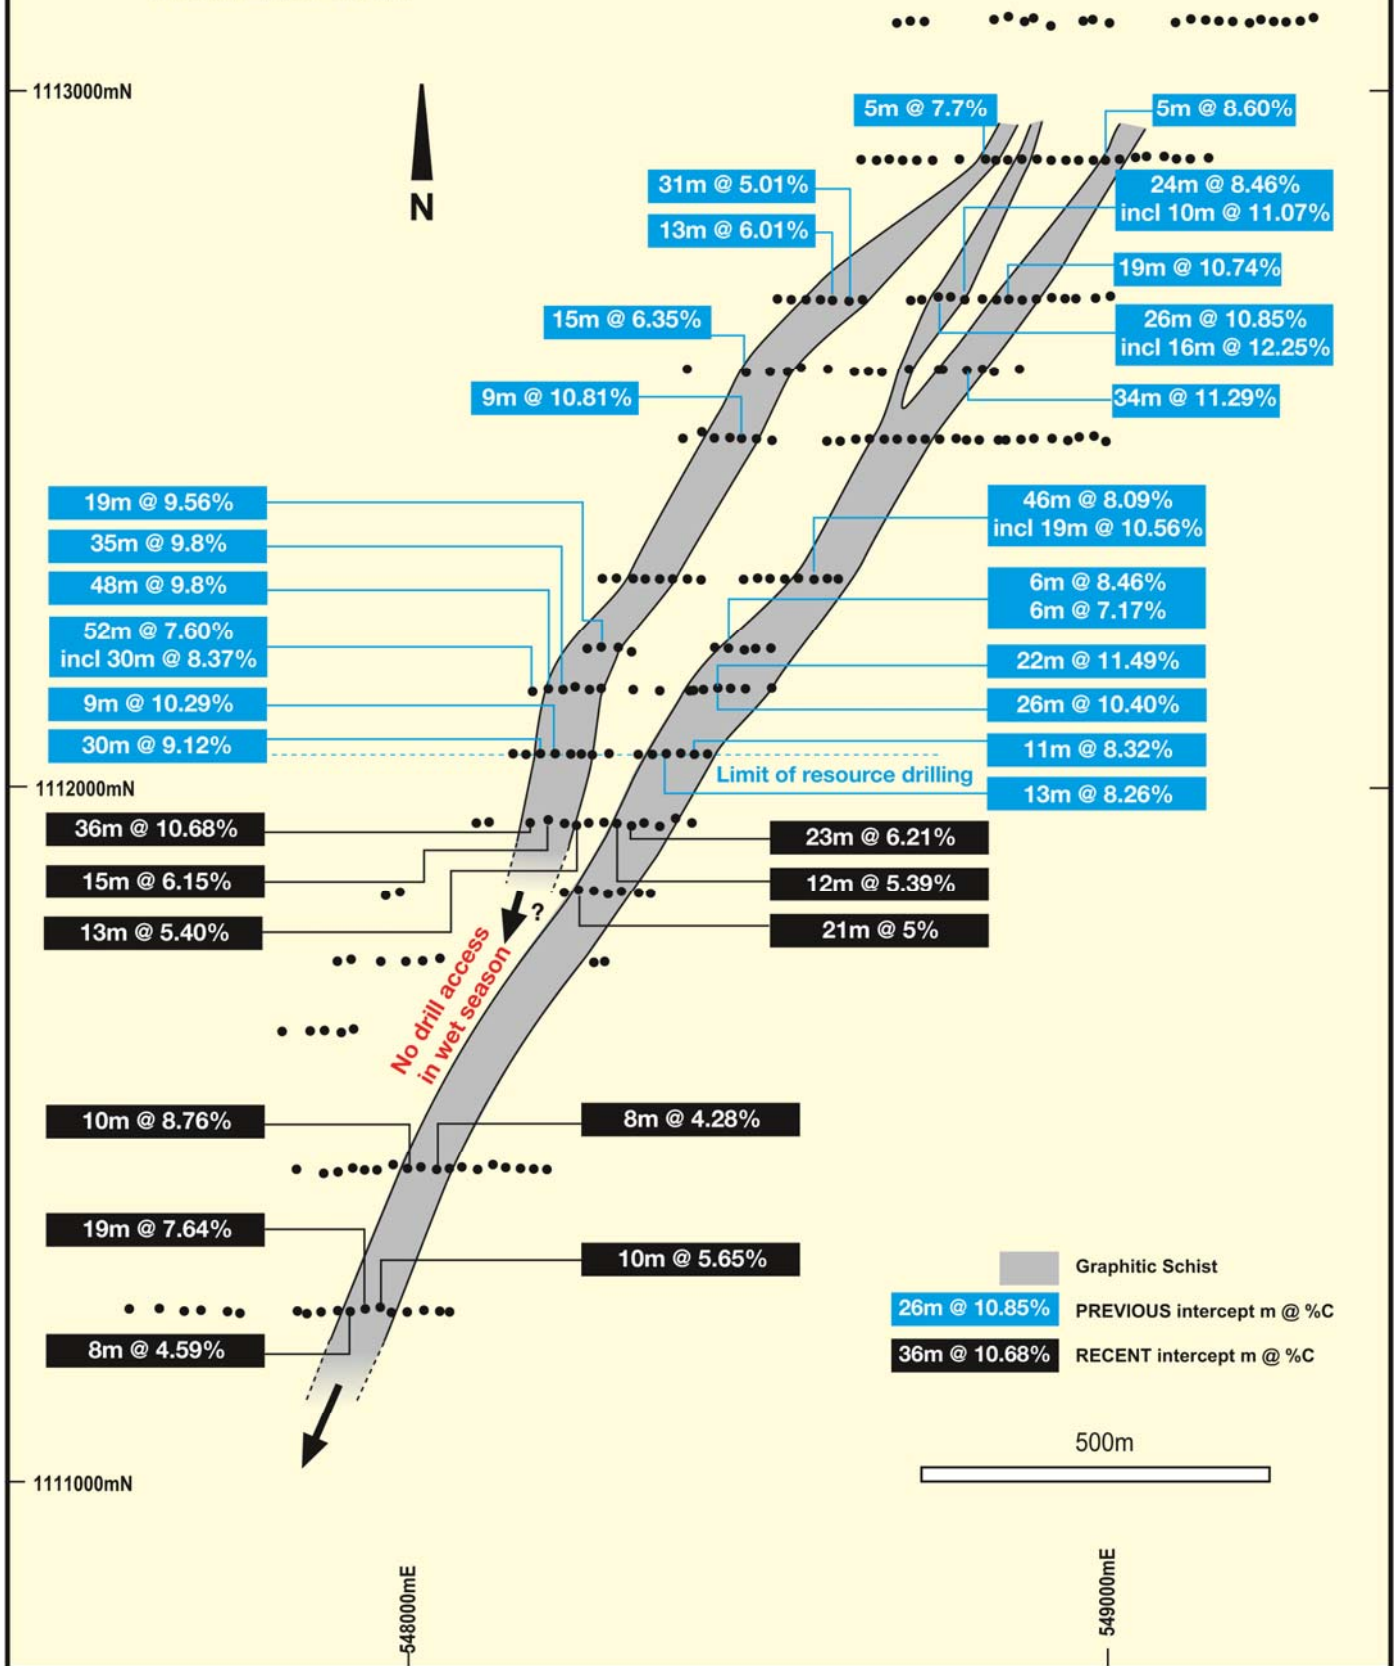 1113000mN
N
5m @ 7.7%
5m @ 8.60%
31m @ 5.01%
13m @ 6.01%
24m @ 8.46%
incl 10m @ 11.07%
19m @ 10.74%
15m @ 6.35%
26m @ 10.85%
incl 16m @ 12.25%
9m @ 10.81%
34m @ 11.29%
19m @ 9.56%
35m @ 9.8%
48m @ 9.8%
52m @ 7.60%
incl 30m @ 8.37%
9m @ 10.29%
30m @ 9.12%
46m @ 8.09%
incl 19m @ 10.56%
6m @ 8.46%
6m @ 7.17%
22m @ 11.49%
26m @ 10.40%
11m @ 8.32%
Limit of resource drilling
13m @ 8.26%
1112000mN
36m @ 10.68%
15m @ 6.15%
13m @ 5.40%
23m @ 6.21%
12m @ 5.39%
21m @ 5%
?
No drill access
in wet season
10m @ 8.76%
8m @ 4.28%
19m @ 7.64%
10m @ 5.65%
8m @ 4.59%
Graphitic Schist
26m @ 10.85%
PREVIOUS intercept m @ %C
36m @ 10.68%
RECENT intercept m @ %C
500m
1111000mN
548000mE
549000mE